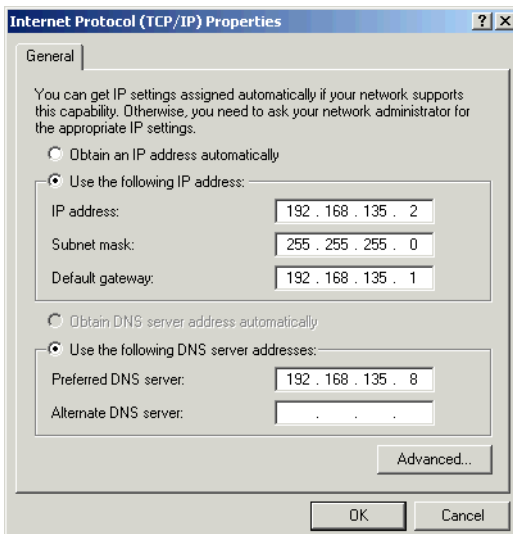 Internet Protocol (TCP/IP) Properties
General
You can get IP settings assigned automatically if your network supports
this capability. Otherwise, you need to ask your network administrator for
the appropriate IP settings.
Obtain an IP address automatically
Use the following IP address:
IP address: 192 . 168 . 135 . 2
Subnet mask: 255 . 255 . 255 . 0
Default gateway: 192 . 168 . 135 . 1
Obtain DNS server address automatically
Use the following DNS server addresses:
Preferred DNS server: 192 . 168 . 135 . 8
Alternate DNS server: . . .
Advanced...
OK Cancel